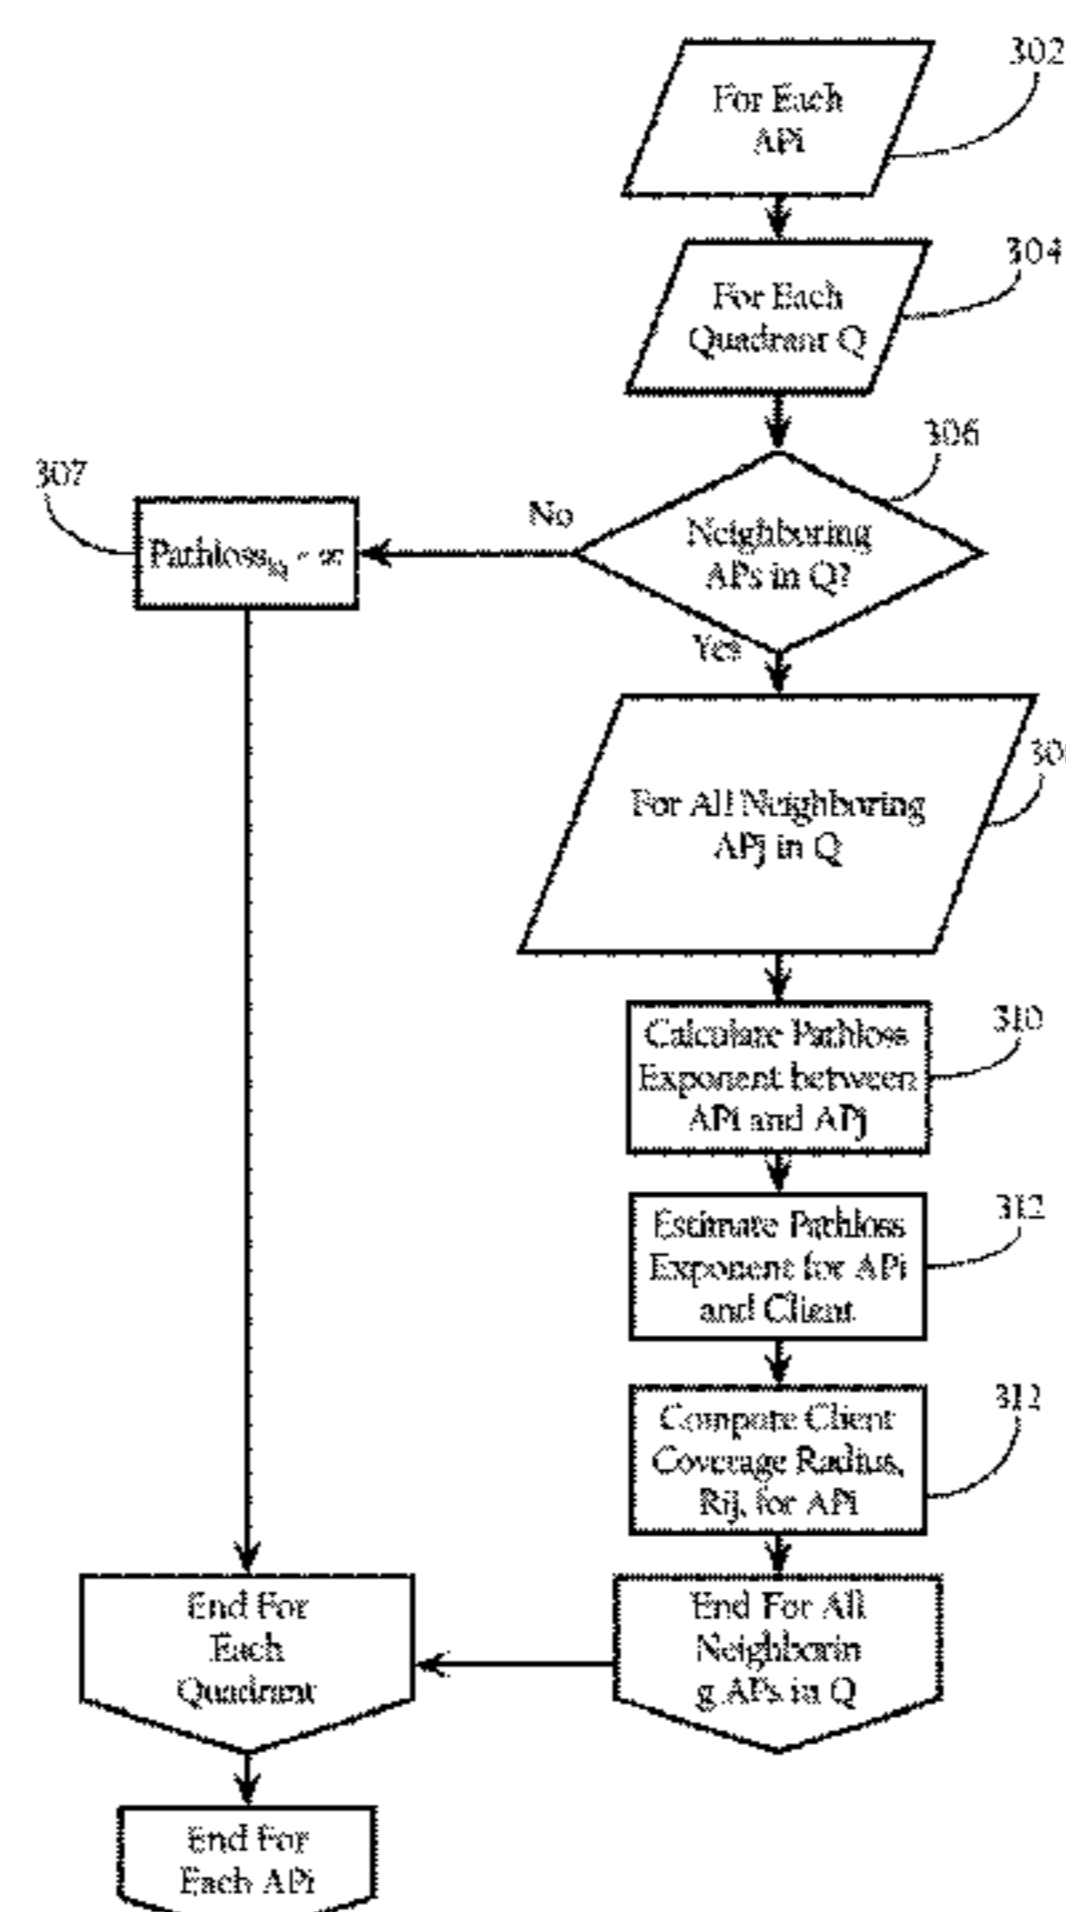 302
For Each
APi
304
For Each
Quadrant Q
306
307
No
Neighboring
APs in Q?
Pathloss
Yes
For All Neighboring
APj in Q
310
Calculate Pathloss
Exponent between
APi and APj
312
Estimate Pathloss
Exponent for APi
and Client
312
Compute Client
Coverage Radius,
Rij, for APi
End For
Each
Quadrant
End For All
Neighborin
g APs in Q
End For
Each APi